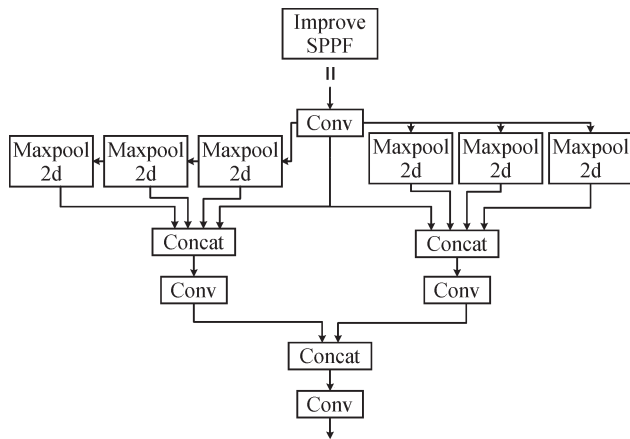 Improve
SPPF
Conv
Maxpool
2d
Maxpool
2d
Maxpool
2d
Maxpool
2d
Maxpool
2d
Maxpool
2d
Concat
Concat
Conv
Conv
Concat
Conv